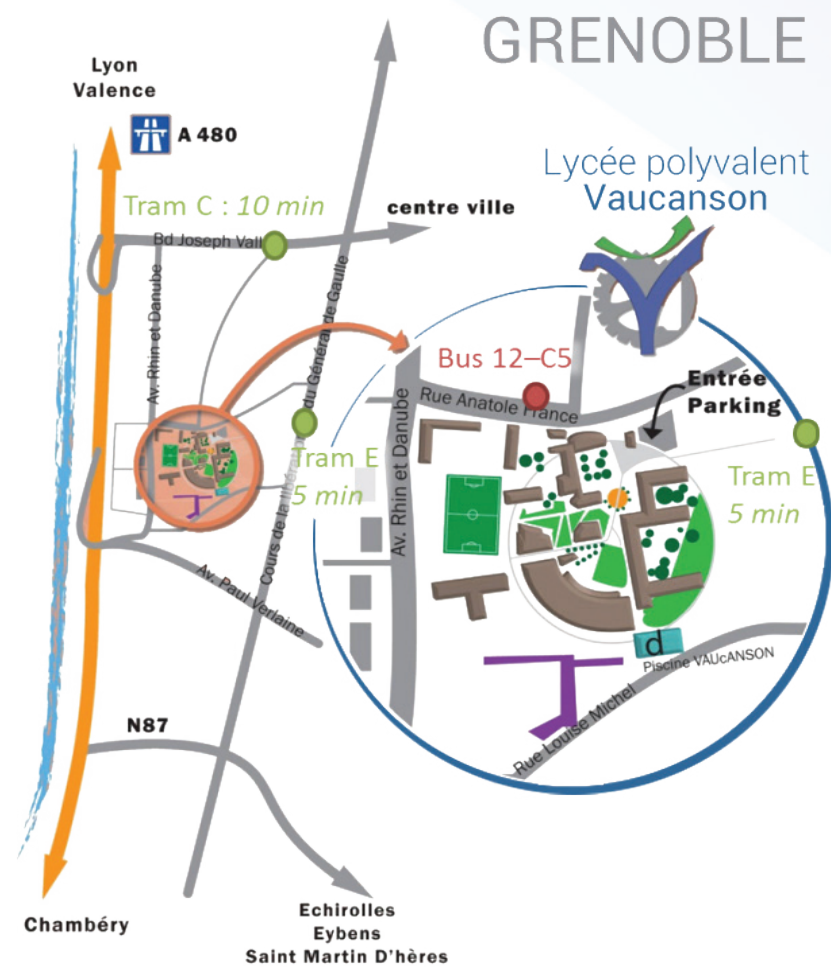 GRENOBLE
Lyon
Valence
A 480
Lycée polyvalent
Vaucanson
Tram C : 10 min
centre ville
Bd Joseph Vall
Av. Rhin et Danube
du Général de Gaulle
Cours de la libération
Bus 12–C5
Rue Anatole France
Entrée
Parking
Av. Rhin et Danube
Tram E
5 min
Tram E
5 min
Av. Paul Verlaine
d
Piscine VAUcANSON
Rue Louise Michel
N87
Chambéry
Echirolles
Eybens
Saint Martin D'hères